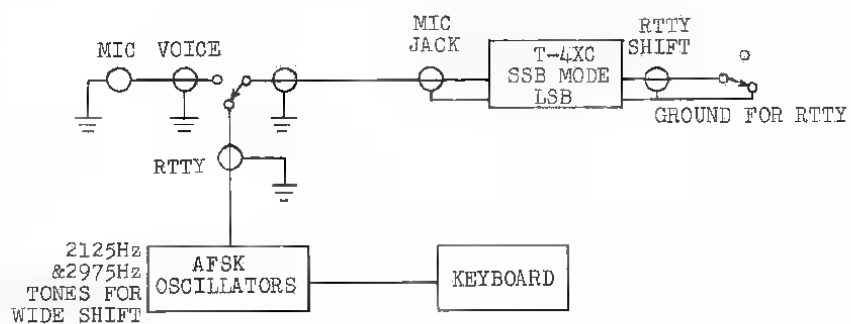 MIC
VOICE
MIC
JACK
T-4XC
SSB MODE
LSB
RTTY
SHIFT
GROUND FOR RTTY
RTTY
2125Hz
&2975Hz
TONES FOR
WIDE SHIFT
AFSK
OSCILLATORS
KEYBOARD